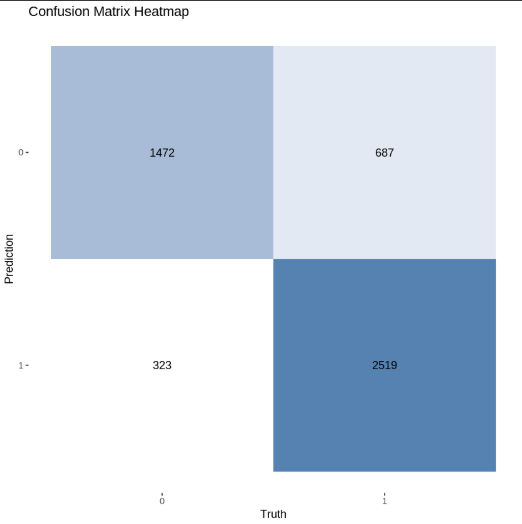 Confusion Matrix Heatmap
0
1472
687
Prediction
1
323
2519
0
1
Truth